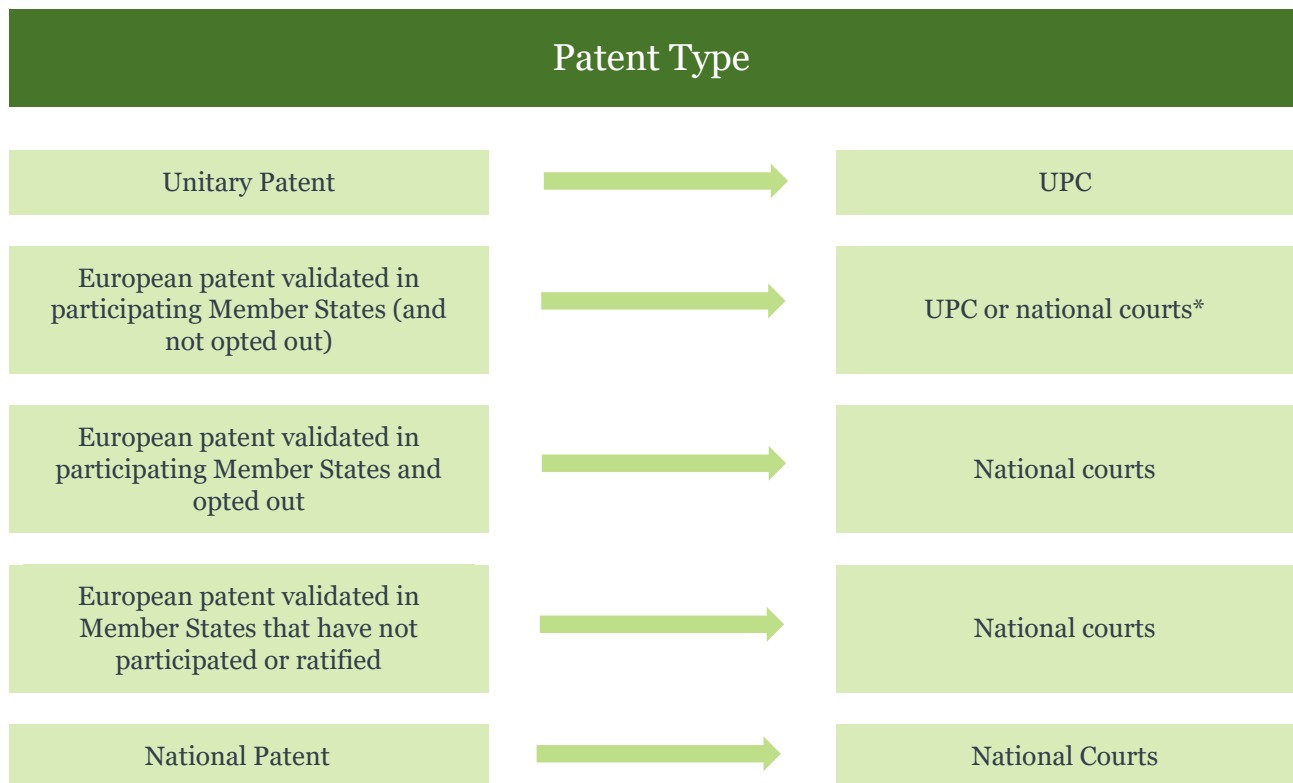 Patent Type
Unitary Patent
UPC
European patent validated in
participating Member States (and
not opted out)
UPC or national courts*
European patent validated in
participating Member States and
opted out
National courts
European patent validated in
Member States that have not
participated or ratified
National courts
National Patent
National Courts